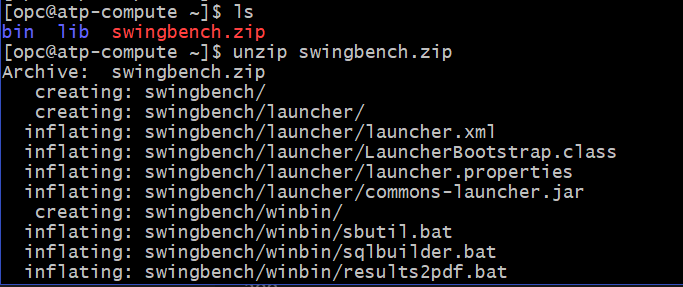 [opc@atp-compute ~]$ ls
bin  lib  swingbench.zip
[opc@atp-compute ~]$ unzip swingbench.zip
Archive:  swingbench.zip
   creating: swingbench/
   creating: swingbench/launcher/
  inflating: swingbench/launcher/launcher.xml
  inflating: swingbench/launcher/LauncherBootstrap.class
  inflating: swingbench/launcher/launcher.properties
  inflating: swingbench/launcher/commons-launcher.jar
   creating: swingbench/winbin/
  inflating: swingbench/winbin/sbutil.bat
  inflating: swingbench/winbin/sqlbuilder.bat
  inflating: swingbench/winbin/results2pdf.bat